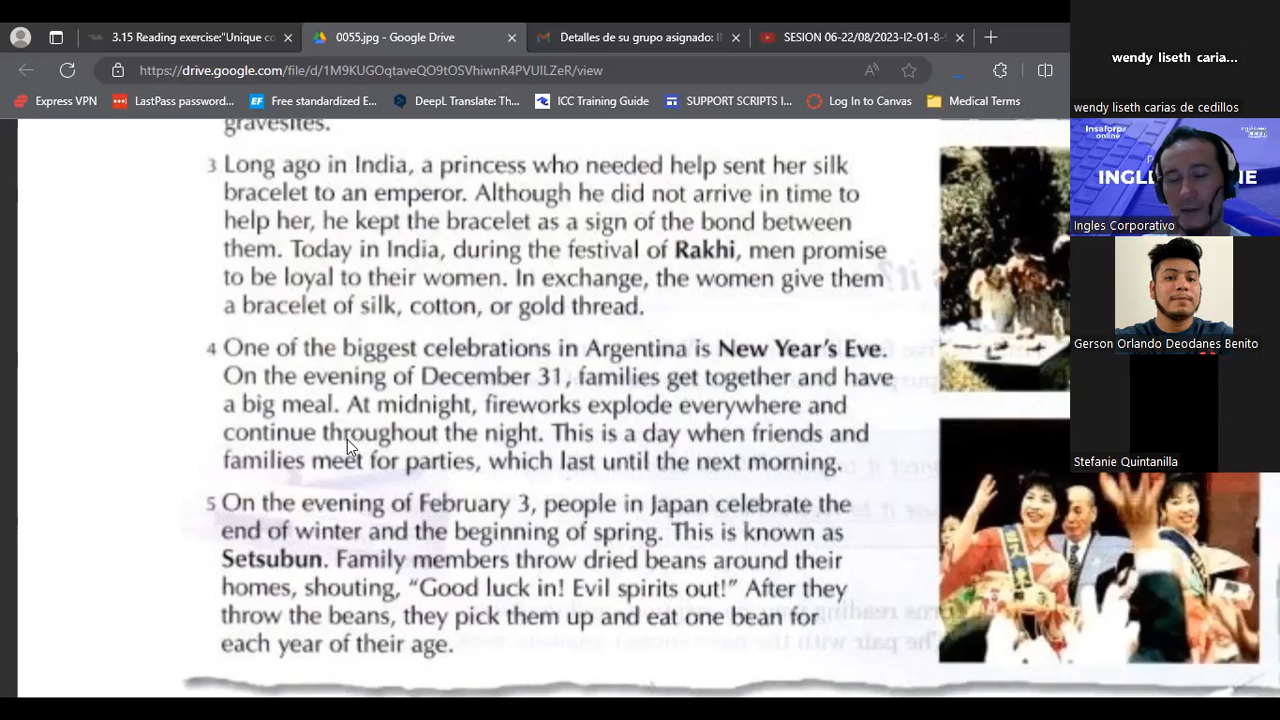 3.15 Reading exercise:"Unique co
0055.jpg - Google Drive
Detalles de su grupo asignado: I
SESION 06-22/08/2023-I2-01-8-9
https://drive.google.com/file/d/1M9KUGOqtaveQO9tOSVhiwnR4PVUILZeR/view
Express VPN
LastPass password...
Free standardized E...
DeepL Translate: Th...
ICC Training Guide
SUPPORT SCRIPTS I...
Log In to Canvas
Medical Terms
gravesites.
3 Long ago in India, a princess who needed help sent her silk
bracelet to an emperor. Although he did not arrive in time to
help her, he kept the bracelet as a sign of the bond between
them. Today in India, during the festival of Rakhi, men promise
to be loyal to their women. In exchange, the women give them
a bracelet of silk, cotton, or gold thread.
4 One of the biggest celebrations in Argentina is New Year's Eve.
On the evening of December 31, families get together and have
a big meal. At midnight, fireworks explode everywhere and
continue throughout the night. This is a day when friends and
families meet for parties, which last until the next morning.
5 On the evening of February 3, people in Japan celebrate the
end of winter and the beginning of spring. This is known as
Setsubun. Family members throw dried beans around their
homes, shouting, "Good luck in! Evil spirits out!" After they
throw the beans, they pick them up and eat one bean for
each year of their age.
wendy liseth caria...
wendy liseth carias de cedillos
Insaforp
online
INGL
NE
Ingles Corporativo
Gerson Orlando Deodanes Benito
Stefanie Quintanilla